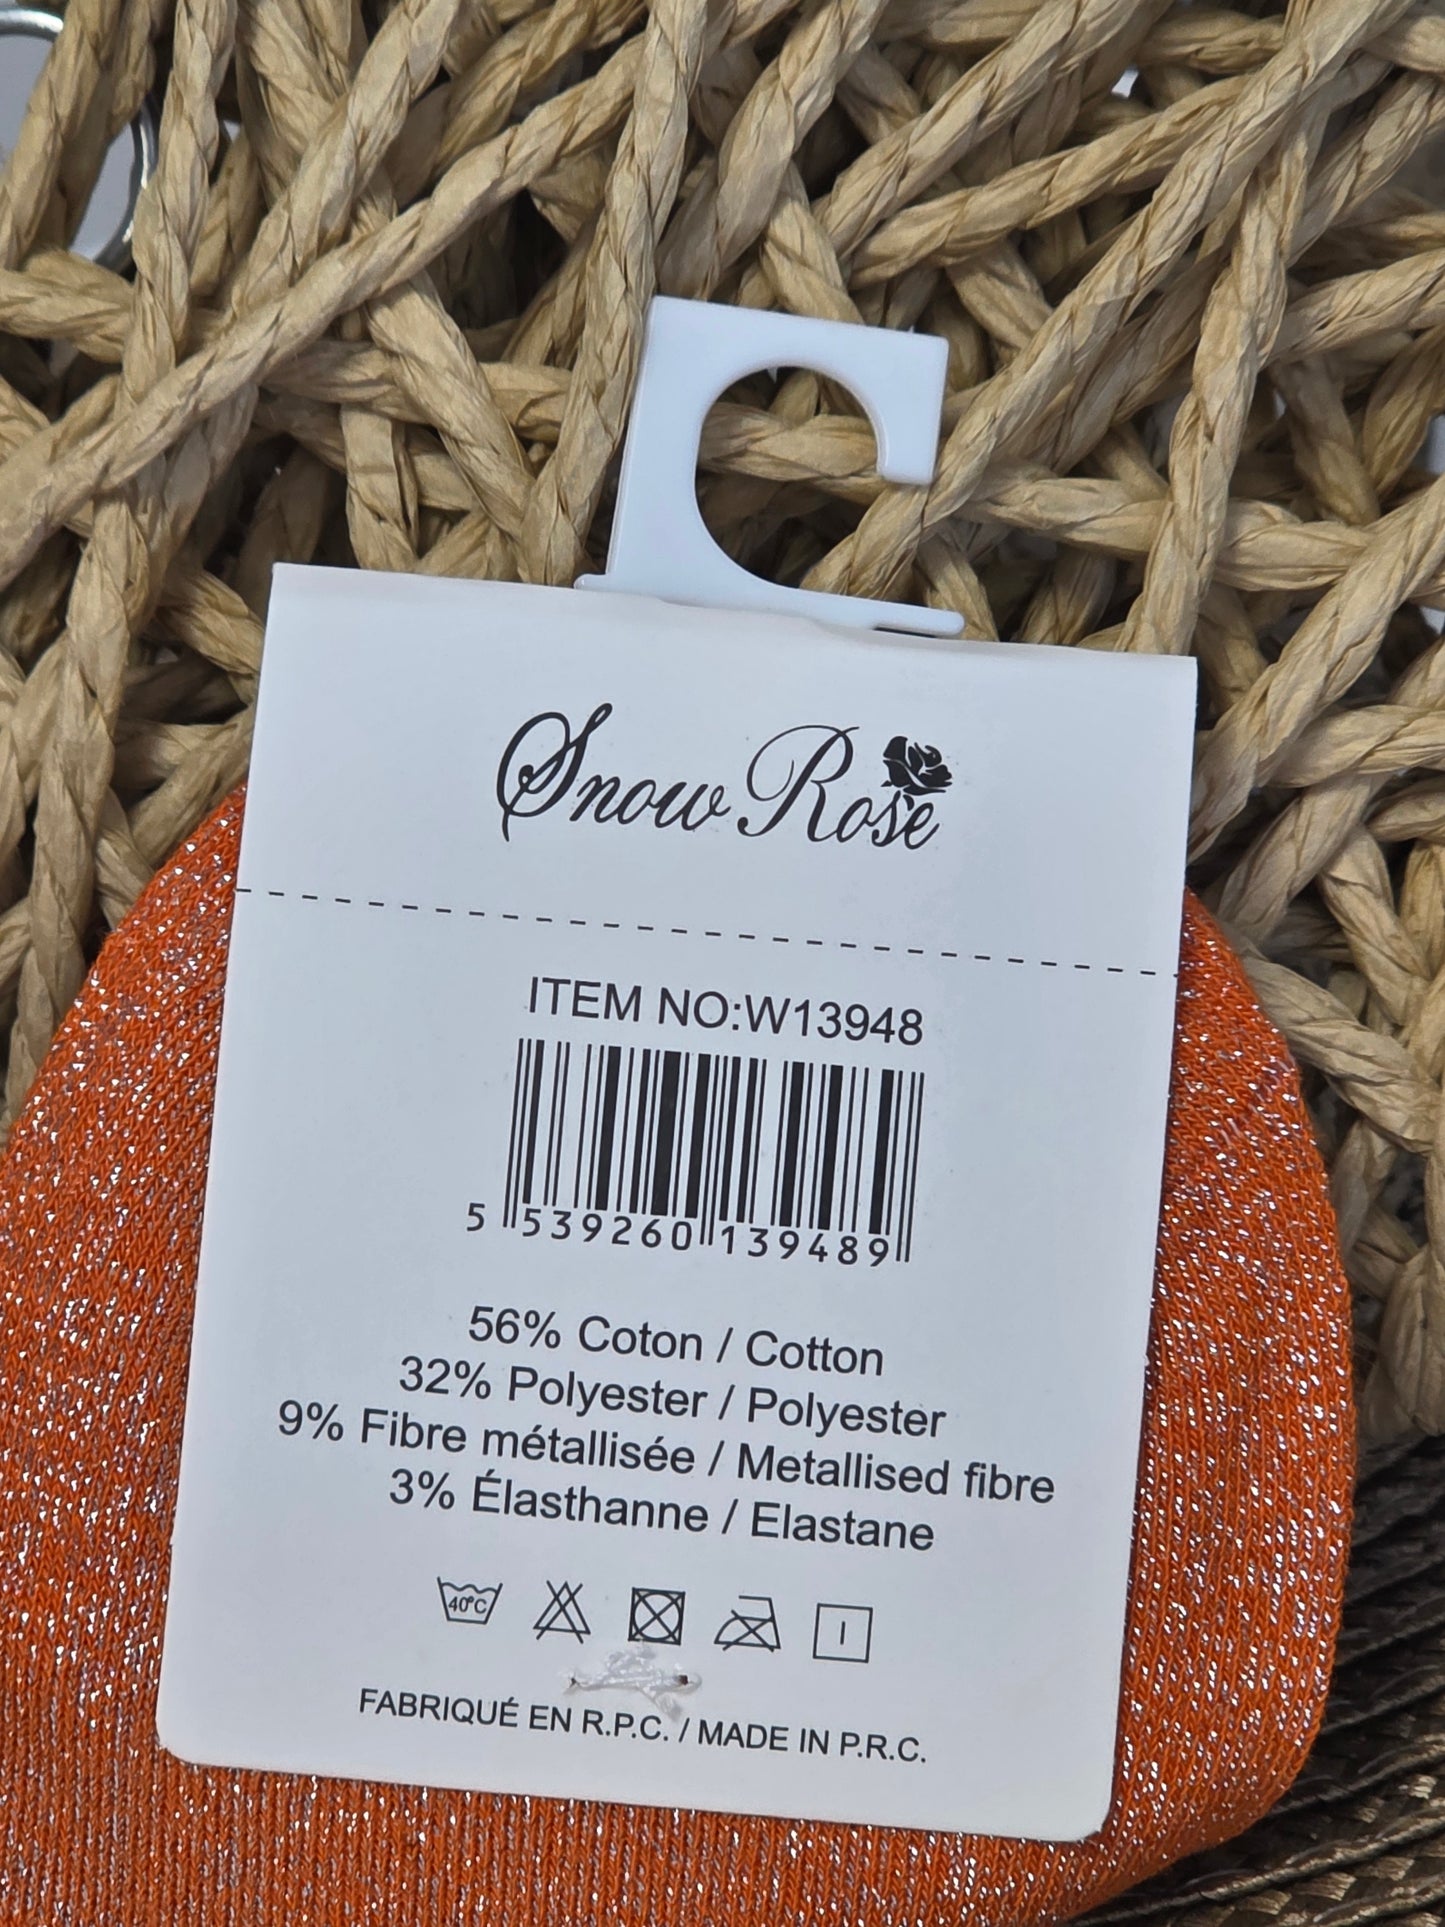 Snow Rose
ITEM NO:W13948
5 539260 139489
56% Coton / Cotton
32% Polyester / Polyester
9% Fibre métallisée / Metallised fibre
3% Élasthanne / Elastane
40°C
FABRIQUÉ EN R.P.C. / MADE IN P.R.C.